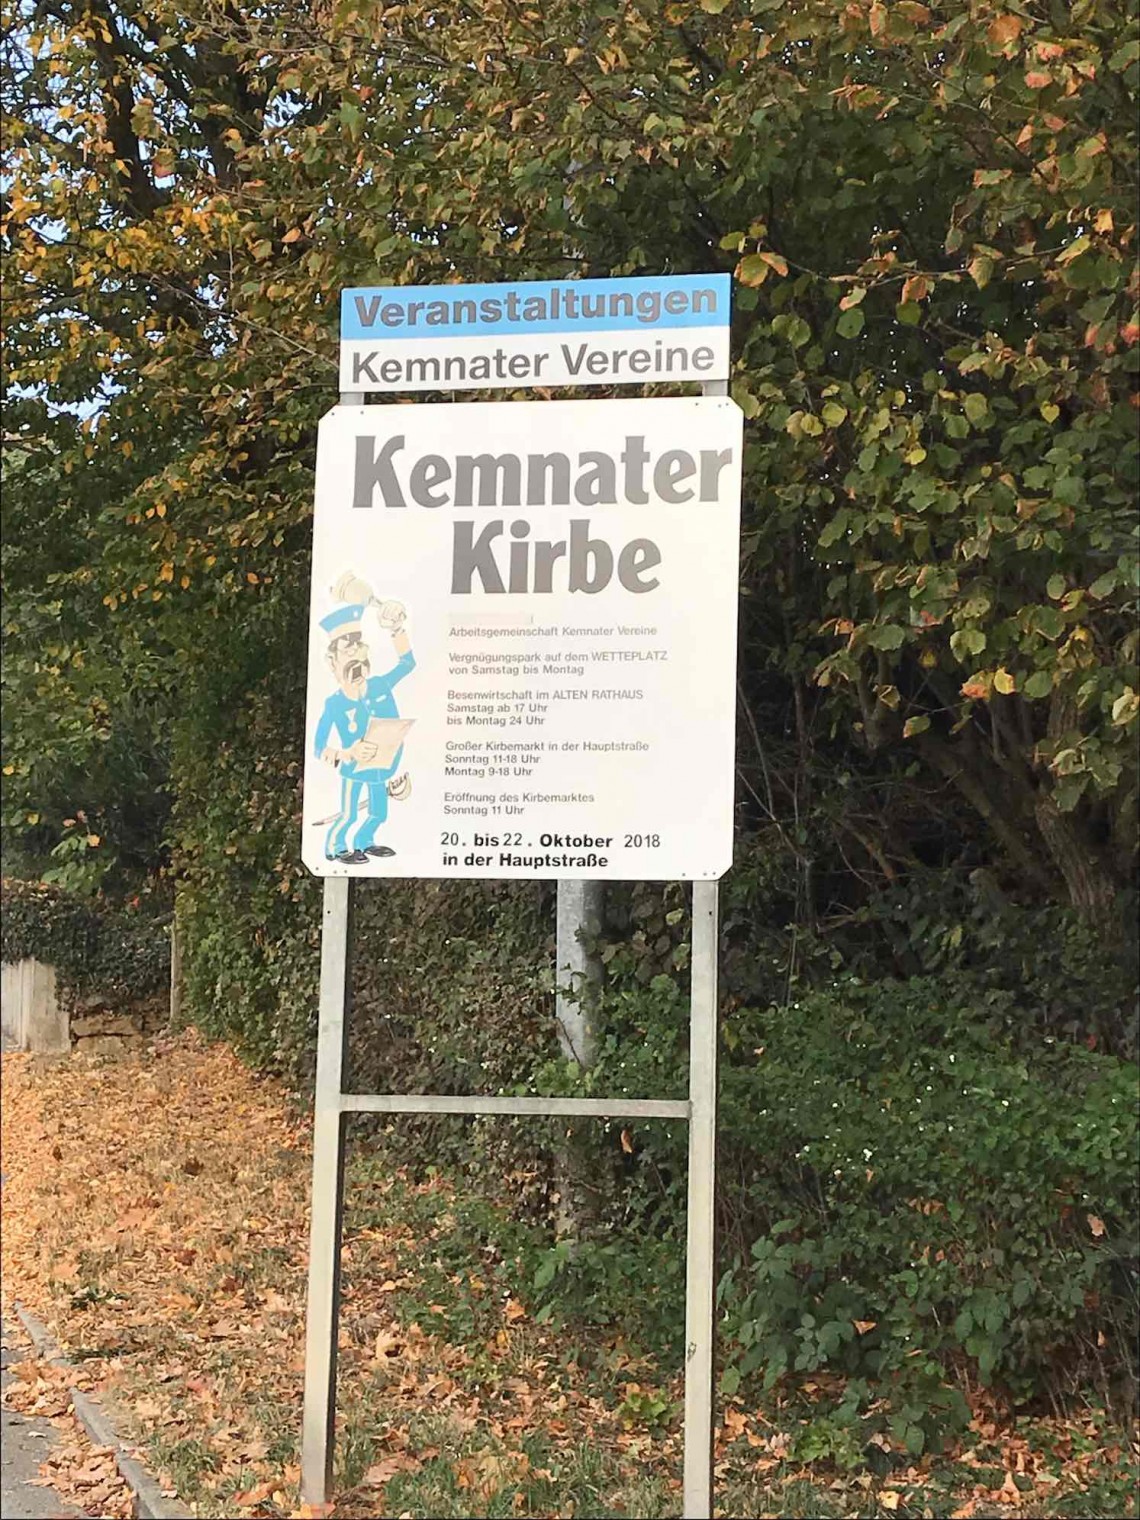 Veranstaltungen
Kemnater Vereine
Kemnater
Kirbe
Arbeitsgemeinschaft Kemnater Vereine
Vergnügungspark auf dem WETTEPLATZ
von Samstag bis Montag
Besenwirtschaft im ALTEN RATHAUS
Samstag ab 17 Uhr
bis Montag 24 Uhr
Großer Kirbemarkt in der Hauptstraße
Sonntag 11-18 Uhr
Montag 9-18 Uhr
Eröffnung des Kirbemarktes
Sonntag 11 Uhr
20. bis 22. Oktober 2018
in der Hauptstraße